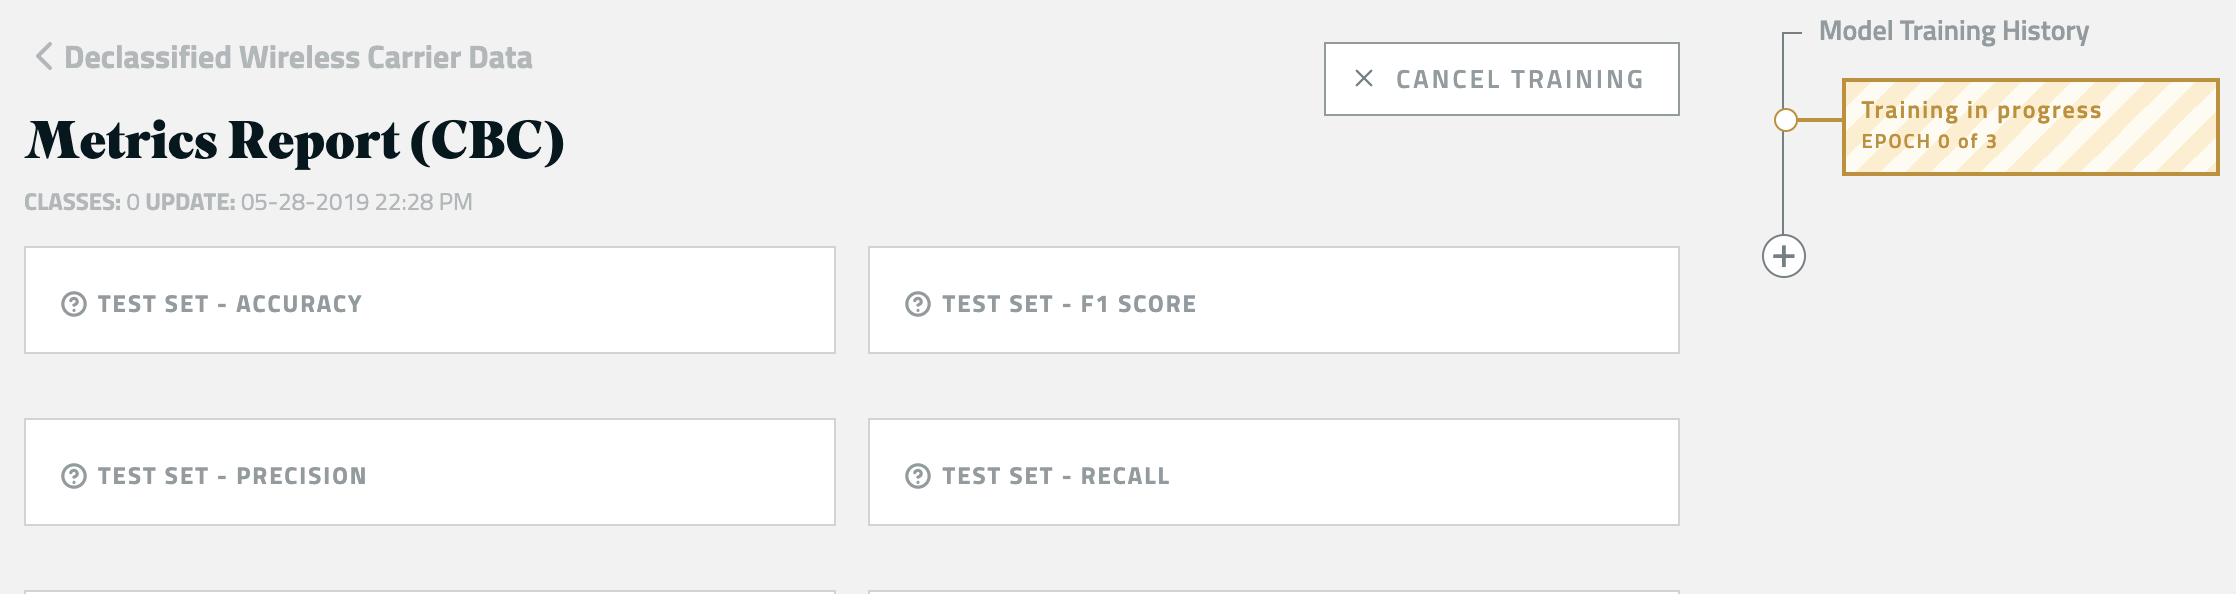 Declassified Wireless Carrier Data
CANCEL TRAINING
Metrics Report (CBC)
CLASSES: 0 UPDATE: 05-28-2019 22:28 PM
TEST SET - ACCURACY
TEST SET - F1 SCORE
TEST SET - PRECISION
TEST SET - RECALL
Model Training History
Training in progress
EPOCH 0 of 3